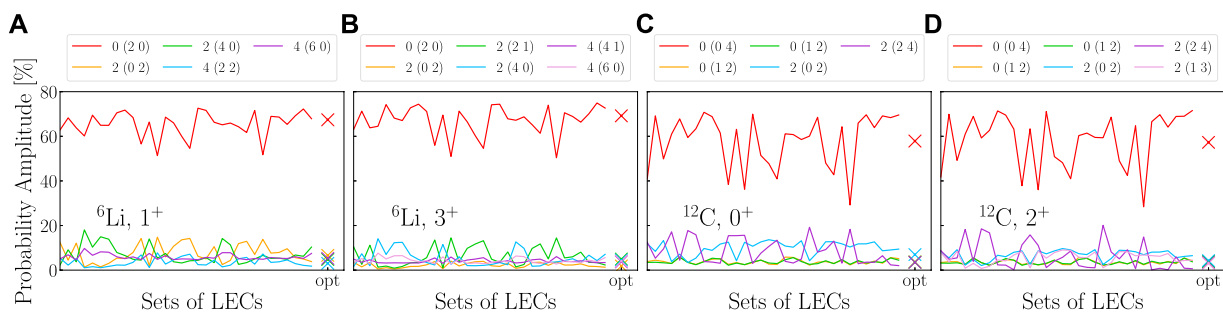 A
B
C
D
0 (2 0) 2 (4 0) 4 (6 0)
2 (0 2) 4 (2 2)
0 (2 0) 2 (2 1) 4 (4 1)
2 (0 2) 2 (4 0) 4 (6 0)
0 (0 4) 0 (1 2) 2 (2 4)
0 (1 2) 2 (0 2)
0 (0 4) 0 (1 2) 2 (2 4)
0 (1 2) 2 (0 2) 2 (1 3)
Probability Amplitude [%]
80
60
40
20
0
⁶Li, 1⁺
⁶Li, 3⁺
¹²C, 0⁺
¹²C, 2⁺
opt
opt
opt
opt
Sets of LECs
Sets of LECs
Sets of LECs
Sets of LECs